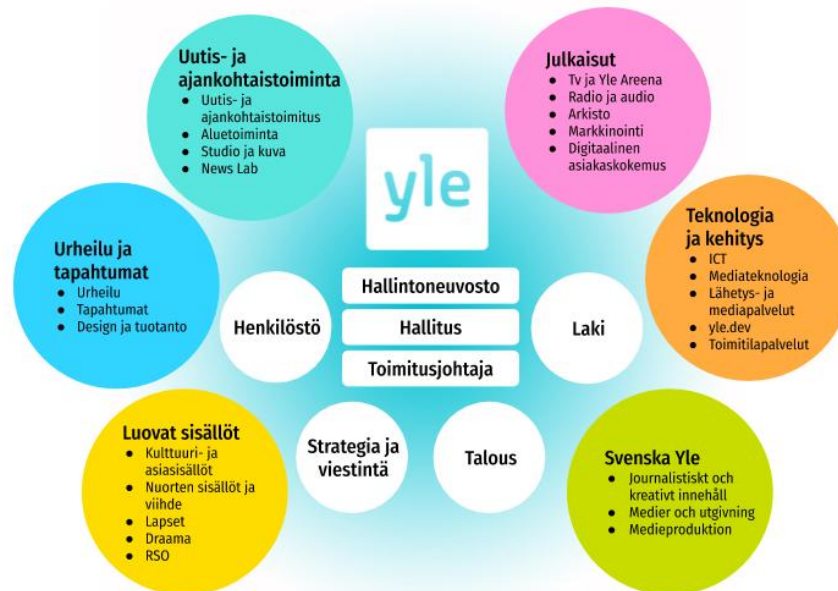 Uutis- ja
ajankohtaistoiminta
● Uutis- ja
ajankohtaistoimitus
● Aluetoiminta
● Studio ja kuva
● News Lab
Julkaisut
● Tv ja Yle Areena
● Radio ja audio
● Arkisto
● Markkinointi
● Digitaalinen
asiakaskokemus
yle
Urheilu ja
tapahtumat
● Urheilu
● Tapahtumat
● Design ja tuotanto
Teknologia
ja kehitys
● ICT
● Mediateknologia
● Lähetys- ja
mediapalvelut
● yle.dev
● Toimitilapalvelut
Henkilöstö
Hallintoneuvosto
Hallitus
Toimitusjohtaja
Laki
Luovat sisällöt
● Kulttuuri- ja
asiasisällöt
● Nuorten sisällöt ja
viihde
● Lapset
● Draama
● RSO
Strategia ja
viestintä
Talous
Svenska Yle
● Journalistiskt och
kreativt innehåll
● Medier och utgivning
● Medieproduktion